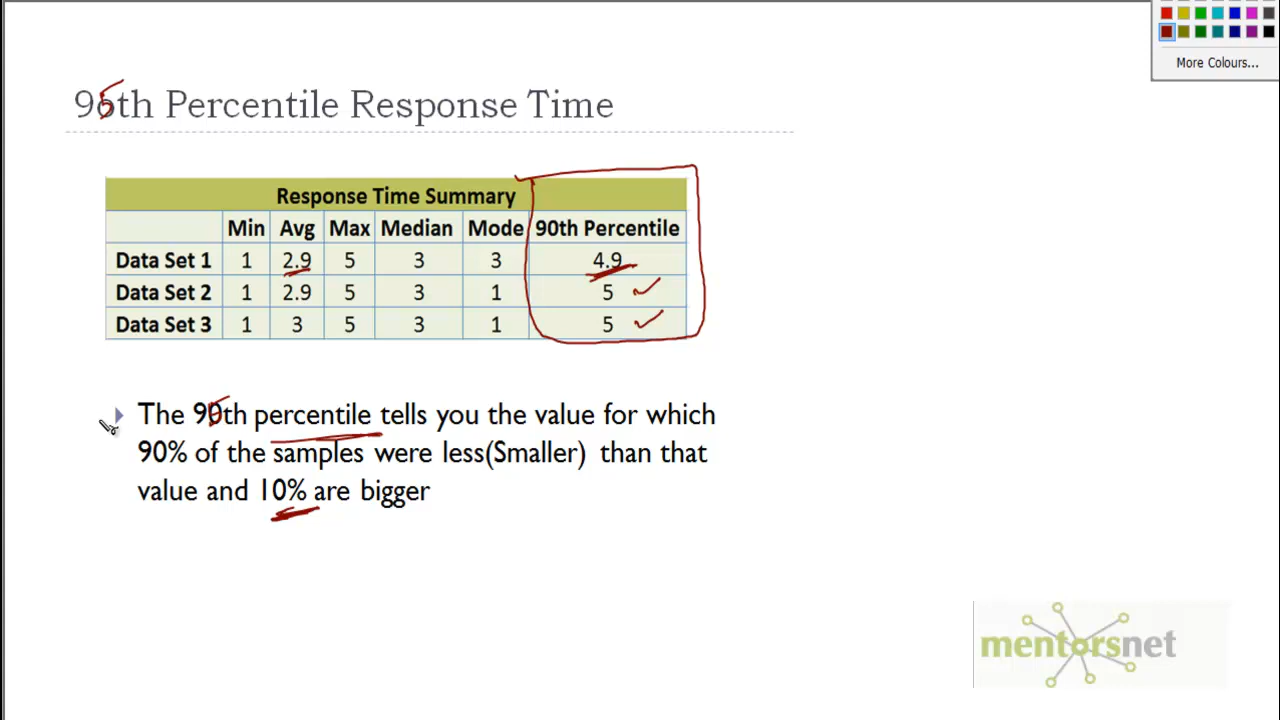 More Colours...
90th Percentile Response Time
5
Response Time Summary
Min Avg Max Median Mode 90th Percentile
Data Set 1 1 2.9 5 3 3 4.9
Data Set 2 1 2.9 5 3 1 5
Data Set 3 1 3 5 3 1 5
The 90th percentile tells you the value for which
5
90% of the samples were less(Smaller) than that
value and 10% are bigger
mentorsnet